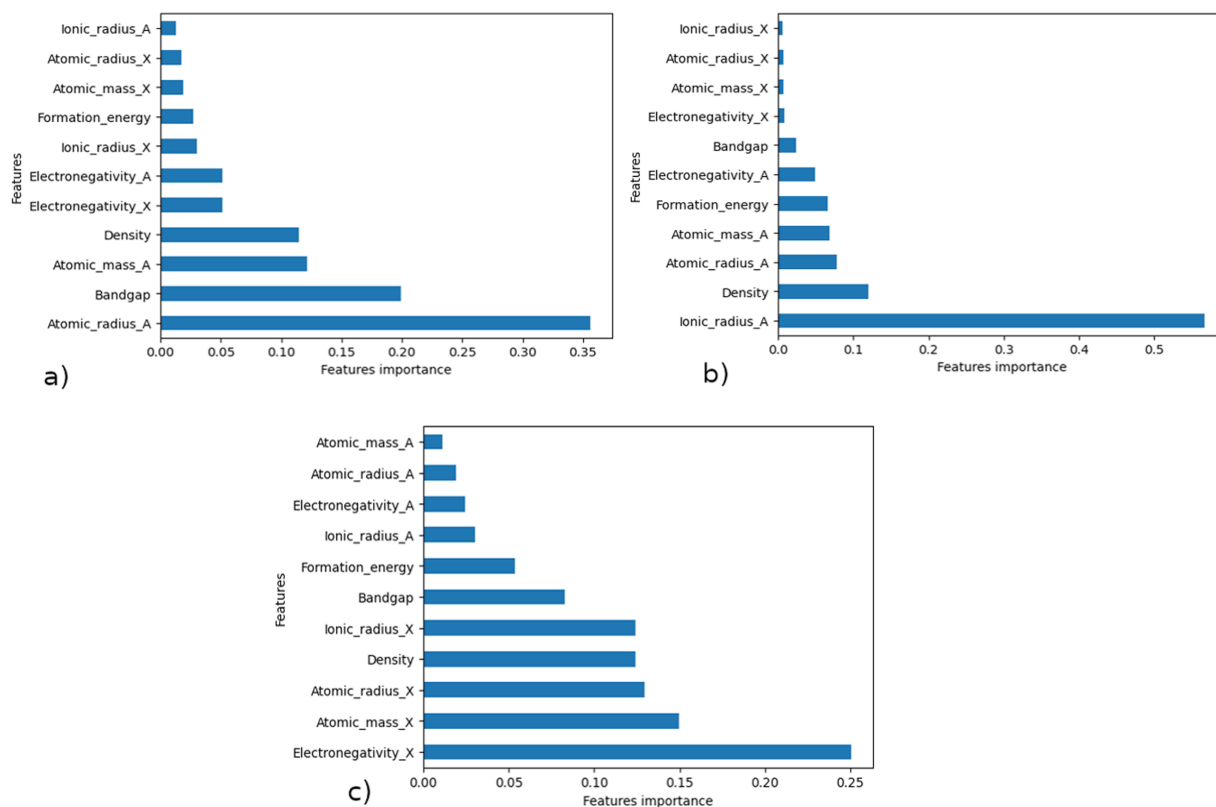 Ionic_radius_A
Atomic_radius_X
Atomic_mass_X
Formation_energy
Ionic_radius_X
Electronegativity_A
Electronegativity_X
Density
Atomic_mass_A
Bandgap
Atomic_radius_A
Features
0.00 0.05 0.10 0.15 0.20 0.25 0.30 0.35
Features importance
a)
Ionic_radius_X
Atomic_radius_X
Atomic_mass_X
Electronegativity_X
Bandgap
Electronegativity_A
Formation_energy
Atomic_mass_A
Atomic_radius_A
Density
Ionic_radius_A
Features
0.0 0.1 0.2 0.3 0.4 0.5
Features importance
b)
Atomic_mass_A
Atomic_radius_A
Electronegativity_A
Ionic_radius_A
Formation_energy
Bandgap
Ionic_radius_X
Density
Atomic_radius_X
Atomic_mass_X
Electronegativity_X
Features
0.00 0.05 0.10 0.15 0.20 0.25
Features importance
c)